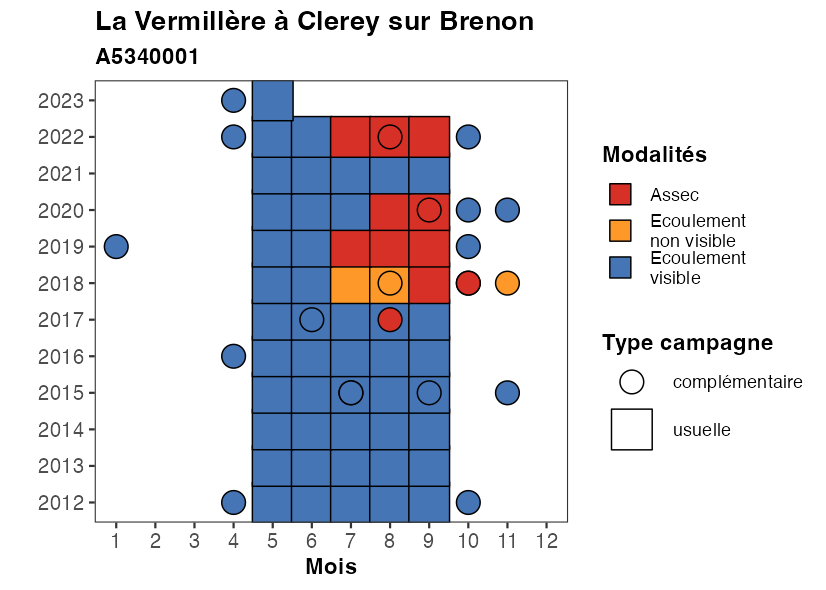 La Vermillère à Clerey sur Brenon
A5340001
2023
2022
2021
2020
2019
2018
2017
2016
2015
2014
2013
2012
1 2 3 4 5 6 7 8 9 10 11 12
Mois
Modalités
Assec
Ecoulement
non visible
Ecoulement
visible
Type campagne
complémentaire
usuelle